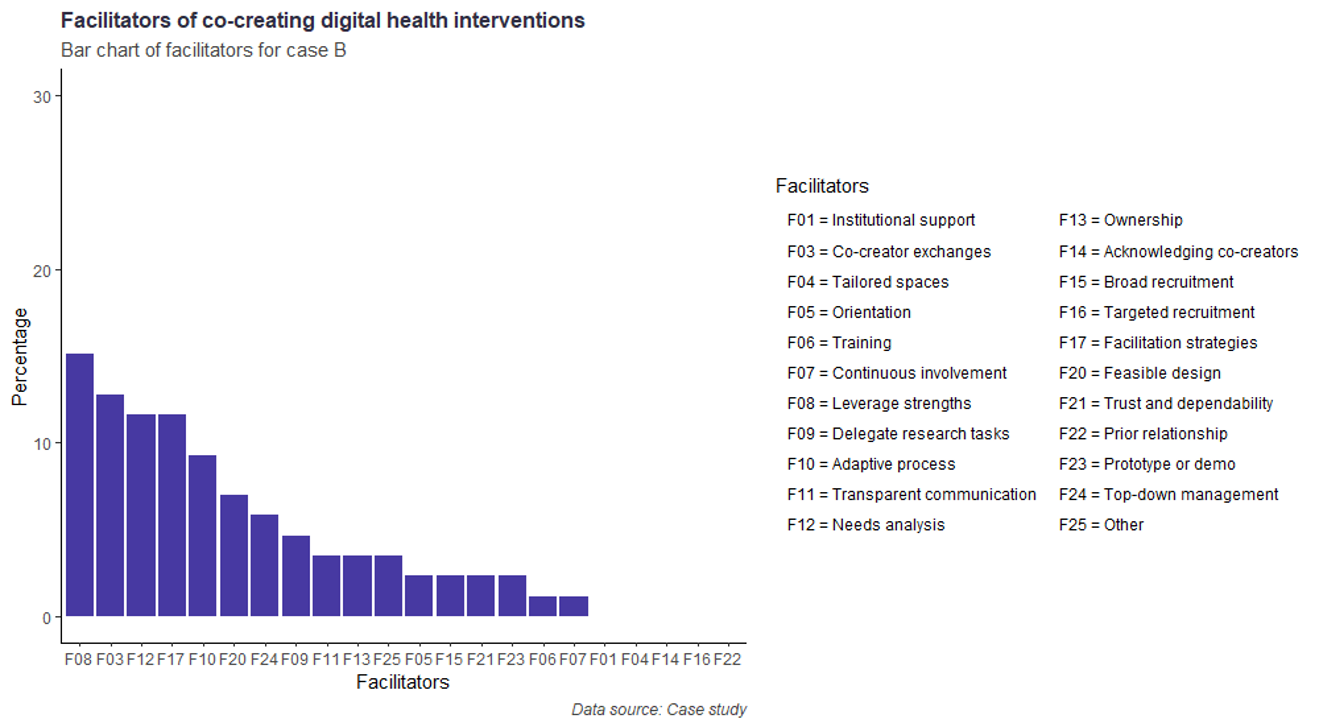 Facilitators of co-creating digital health interventions
Bar chart of facilitators for case B
30
20
10
0
Percentage
F08 F03 F12 F17 F10 F20 F24 F09 F11 F13 F25 F05 F15 F21 F23 F06 F07 F01 F04 F14 F16 F22
Facilitators
Data source: Case study
Facilitators
F01 = Institutional support
F03 = Co-creator exchanges
F04 = Tailored spaces
F05 = Orientation
F06 = Training
F07 = Continuous involvement
F08 = Leverage strengths
F09 = Delegate research tasks
F10 = Adaptive process
F11 = Transparent communication
F12 = Needs analysis
F13 = Ownership
F14 = Acknowledging co-creators
F15 = Broad recruitment
F16 = Targeted recruitment
F17 = Facilitation strategies
F20 = Feasible design
F21 = Trust and dependability
F22 = Prior relationship
F23 = Prototype or demo
F24 = Top-down management
F25 = Other